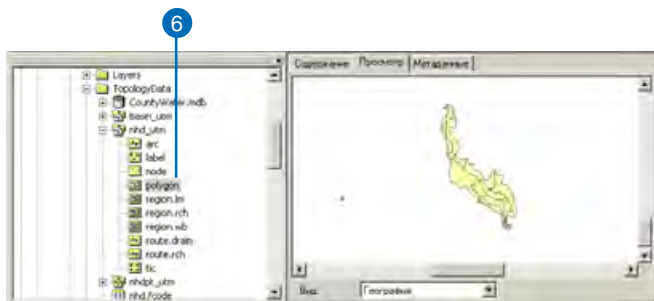 6
Содержание Просмотр Метаданные
Layers
TopologyData
CountyWater.mdb
basin_utm
nhd_utm
arc
label
node
polygon
region.lm
region.rch
region.wb
route.drain
route.rch
tic
nhdpt_utm
nhd.fcode
Вид: География